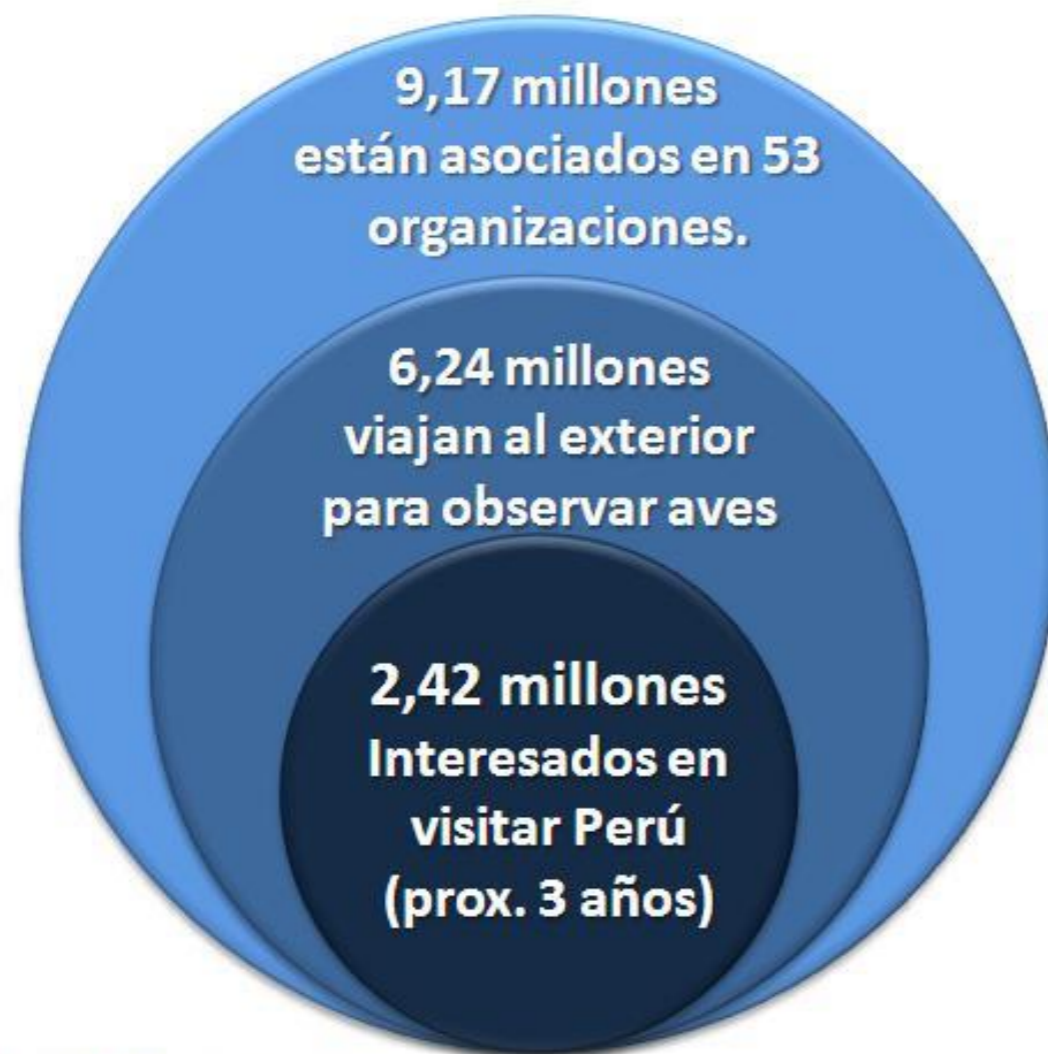 9,17 millones
están asociados en 53
organizaciones.
6,24 millones
viajan al exterior
para observar aves
2,42 millones
Interesados en
visitar Perú
(prox. 3 años)